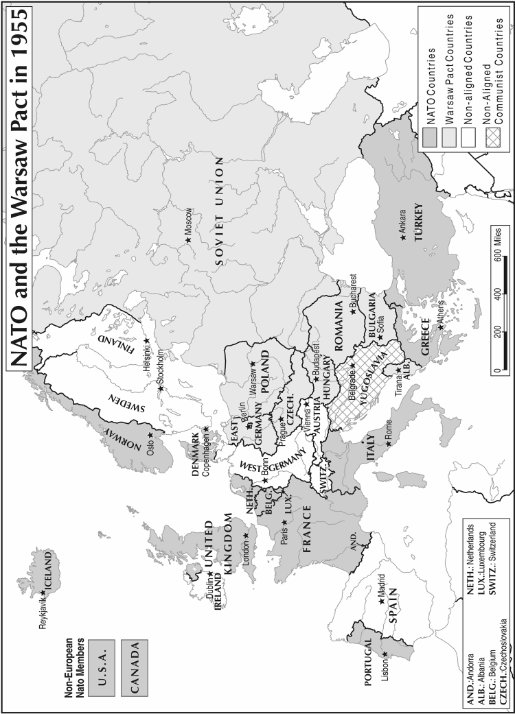 NATO and the Warsaw Pact in 1955
NATO Countries
Warsaw Pact Countries
Non-aligned Countries
Non-Aligned
Communist Countries
Non-European
Nato Members
U.S.A.
CANADA
Reykjavik
ICELAND
NORWAY
Oslo
SWEDEN
Stockholm
FINLAND
Helsinki
SOVIET UNION
Moscow
DENMARK
Copenhagen
UNITED
KINGDOM
London
Dublin
IRELAND
NETH.
BELG.
LUX.
Paris
FRANCE
AND.
WEST GERMANY
Bonn
EAST
GERMANY
Berlin
POLAND
Warsaw
Prague
CZECH.
Vienna
AUSTRIA
SWITZ.
HUNGARY
Budapest
ROMANIA
Bucharest
BULGARIA
Sofia
Belgrade
YUGOSLAVIA
Tirana
ALB.
GREECE
Athens
TURKEY
Ankara
ITALY
Rome
PORTUGAL
Lisbon
SPAIN
Madrid
0 200 400 600 Miles
AND.:Andorra
ALB.: Albania
BELG.: Belgium
CZECH.:Czechoslovakia
NETH.: Netherlands
LUX.:Luxembourg
SWITZ.: Switzerland